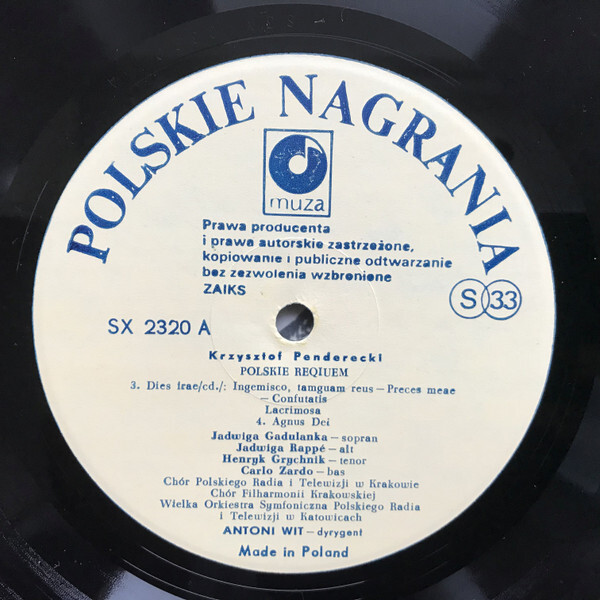 POLSKIE NAGRANIA
muza
Prawa producenta
i prawa autorskie zastrzeżone,
kopiowanie i publiczne odtwarzanie
bez zezwolenia wzbronione
ZAIKS
S 33
SX 2320 A
Krzysztof Penderecki
POLSKIE REQIUEM
3. Dies irae/cd./: Ingemisco, tamguam reus – Preces meae
– Confutatis
Lacrimosa
4. Agnus Dei
Jadwiga Gadulanka – sopran
Jadwiga Rappé – alt
Henryk Grychnik – tenor
Carlo Zardo – bas
Chór Polskiego Radia i Telewizji w Krakowie
Chór Filharmonii Krakowskiej
Wielka Orkiestra Symfoniczna Polskiego Radia
i Telewizji w Katowicach
ANTONI WIT – dyrygent
Made in Poland